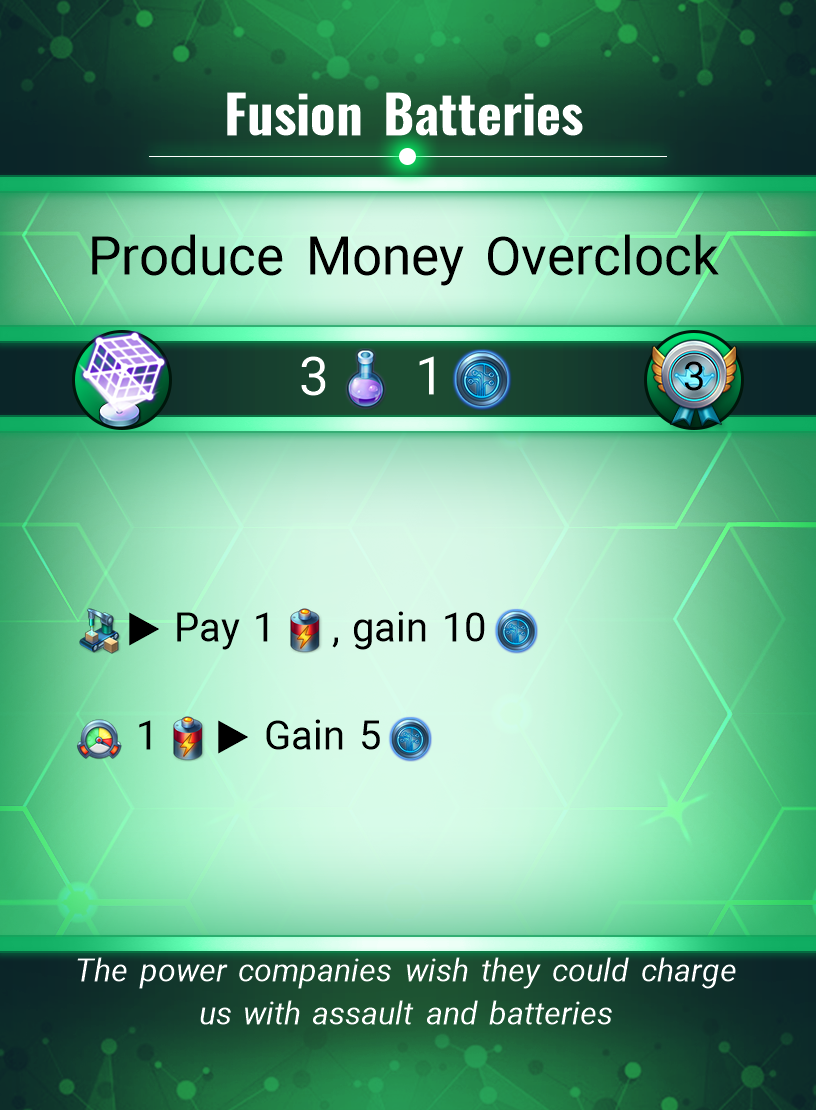 Fusion Batteries
Produce Money Overclock
3 1 3
Pay 1 , gain 10
1 Gain 5
The power companies wish they could charge
us with assault and batteries